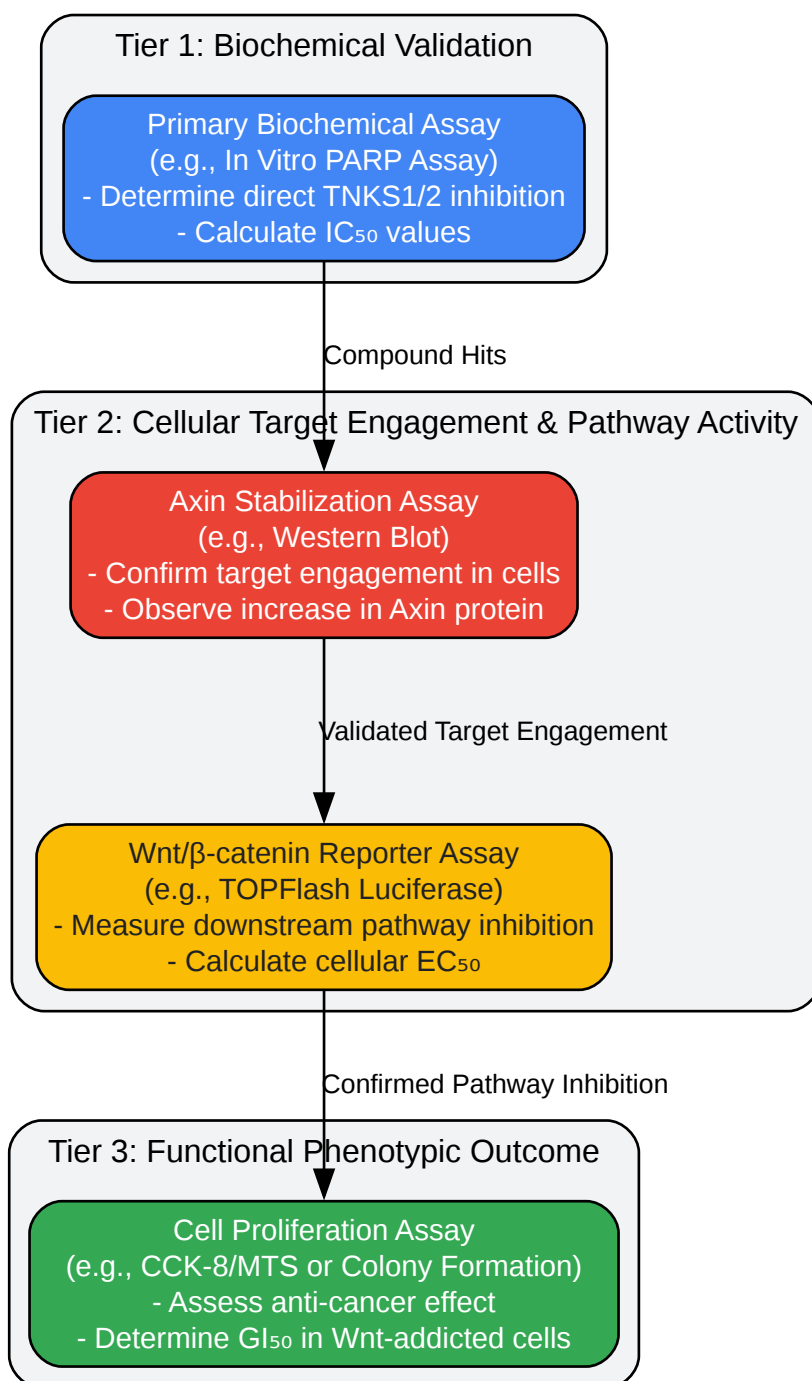 Tier 1: Biochemical Validation
Primary Biochemical Assay
(e.g., In Vitro PARP Assay)
- Determine direct TNKS1/2 inhibition
- Calculate IC₅₀ values
Compound Hits
Tier 2: Cellular Target Engagement & Pathway Activity
Axin Stabilization Assay
(e.g., Western Blot)
- Confirm target engagement in cells
- Observe increase in Axin protein
Validated Target Engagement
Wnt/β-catenin Reporter Assay
(e.g., TOPFlash Luciferase)
- Measure downstream pathway inhibition
- Calculate cellular EC₅₀
Confirmed Pathway Inhibition
Tier 3: Functional Phenotypic Outcome
Cell Proliferation Assay
(e.g., CCK-8/MTS or Colony Formation)
- Assess anti-cancer effect
- Determine GI₅₀ in Wnt-addicted cells